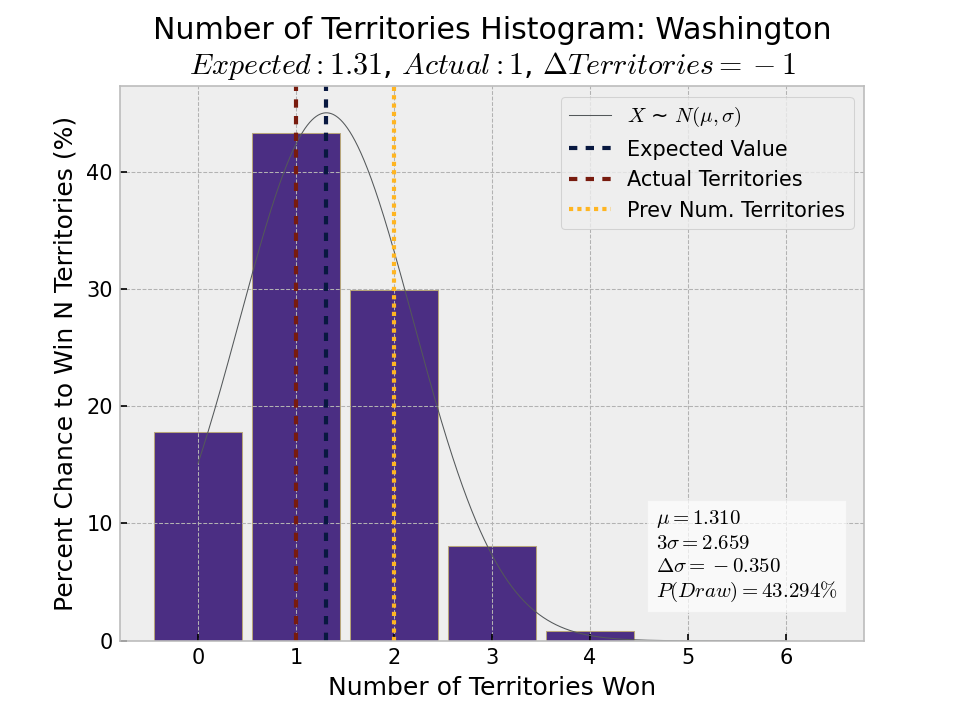 Number of Territories Histogram: Washington
Expected : 1.31, Actual : 1, ΔTerritories = −1
X ~ N(μ, σ)
Expected Value
Actual Territories
Prev Num. Territories
Percent Chance to Win N Territories (%)
40
30
20
10
0
μ = 1.310
3σ = 2.659
Δσ = −0.350
P(Draw) = 43.294%
0 1 2 3 4 5 6
Number of Territories Won